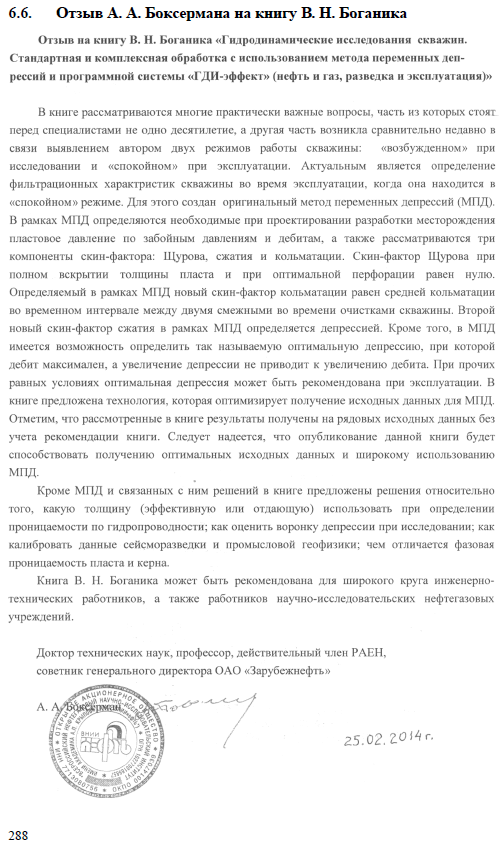 6.6. Отзыв А. А. Боксермана на книгу В. Н. Боганика
Отзыв на книгу В. Н. Боганика «Гидродинамические исследования скважин.
Стандартная и комплексная обработка с использованием метода переменных деп-
рессий и программной системы «ГДИ-эффект» (нефть и газ, разведка и эксплуатация)»
В книге рассматриваются многие практически важные вопросы, часть из которых стоят
перед специалистами не одно десятилетие, а другая часть возникла сравнительно недавно в
связи выявлением автором двух режимов работы скважины: «возбужденном» при
исследовании и «спокойном» при эксплуатации. Актуальным является определение
фильтрационных характристик скважины во время эксплуатации, когда она находится в
«спокойном» режиме. Для этого создан оригинальный метод переменных депрессий (МПД).
В рамках МПД определяются необходимые при проектировании разработки месторождения
пластовое давление по забойным давлениям и дебитам, а также рассматриваются три
компоненты скин-фактора: Щурова, сжатия и кольматации. Скин-фактор Щурова при
полном вскрытии толщины пласта и при оптимальной перфорации равен нулю.
Определяемый в рамках МПД новый скин-фактор кольматации равен средней кольматации
во временном интервале между двумя смежными во времени очистками скважины. Второй
новый скин-фактор сжатия в рамках МПД определяется депрессией. Кроме того, в МПД
имеется возможность определить так называемую оптимальную депрессию, при которой
дебит максимален, а увеличение депрессии не приводит к увеличению дебита. При прочих
равных условиях оптимальная депрессия может быть рекомендована при эксплуатации. В
книге предложена технология, которая оптимизирует получение исходных данных для МПД.
Отметим, что рассмотренные в книге результаты получены на рядовых исходных данных без
учета рекомендации книги. Следует надеется, что опубликование данной книги будет
способствовать получению оптимальных исходных данных и широкому использованию
МПД.
Кроме МПД и связанных с ним решений в книге предложены решения относительно
того, какую толщину (эффективную или отдающую) использовать при определении
проницаемости по гидропроводности; как оценить воронку депрессии при исследовании; как
калибровать данные сейсморазведки и промысловой геофизики; чем отличается фазовая
проницаемость пласта и керна.
Книга В. Н. Боганика может быть рекомендована для широкого круга инженерно-
технических работников, а также работников научно-исследовательских нефтегазовых
учреждений.
Доктор технических наук, профессор, действительный член РАЕН,
советник генерального директора ОАО «Зарубежнефть»
А. А. Боксерман
25.02.2014г.
288